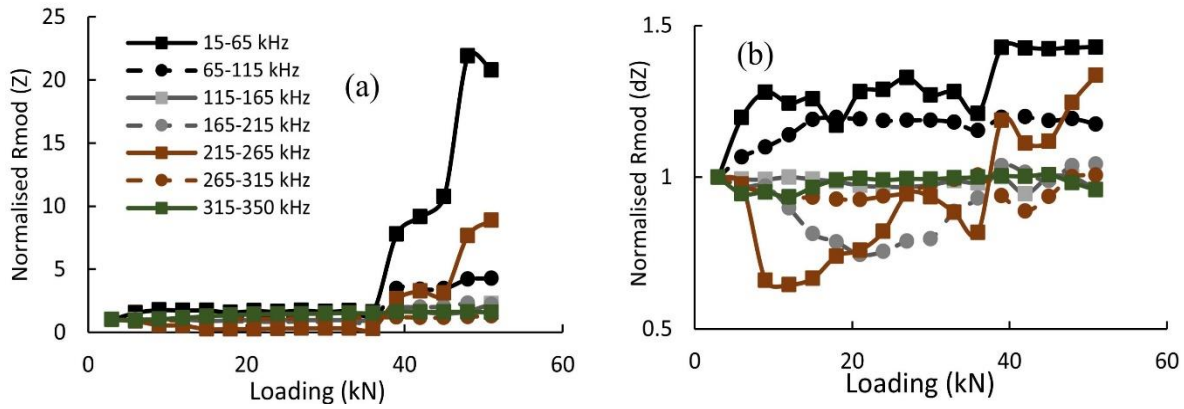 Normalised Rmod (Z)
25
20
15
10
5
0
15-65 kHz
65-115 kHz
115-165 kHz
165-215 kHz
215-265 kHz
265-315 kHz
315-350 kHz
(a)
0 20 40 60
Loading (kN)
Normalised Rmod (dZ)
1.5
1
0.5
(b)
0 20 40 60
Loading (kN)